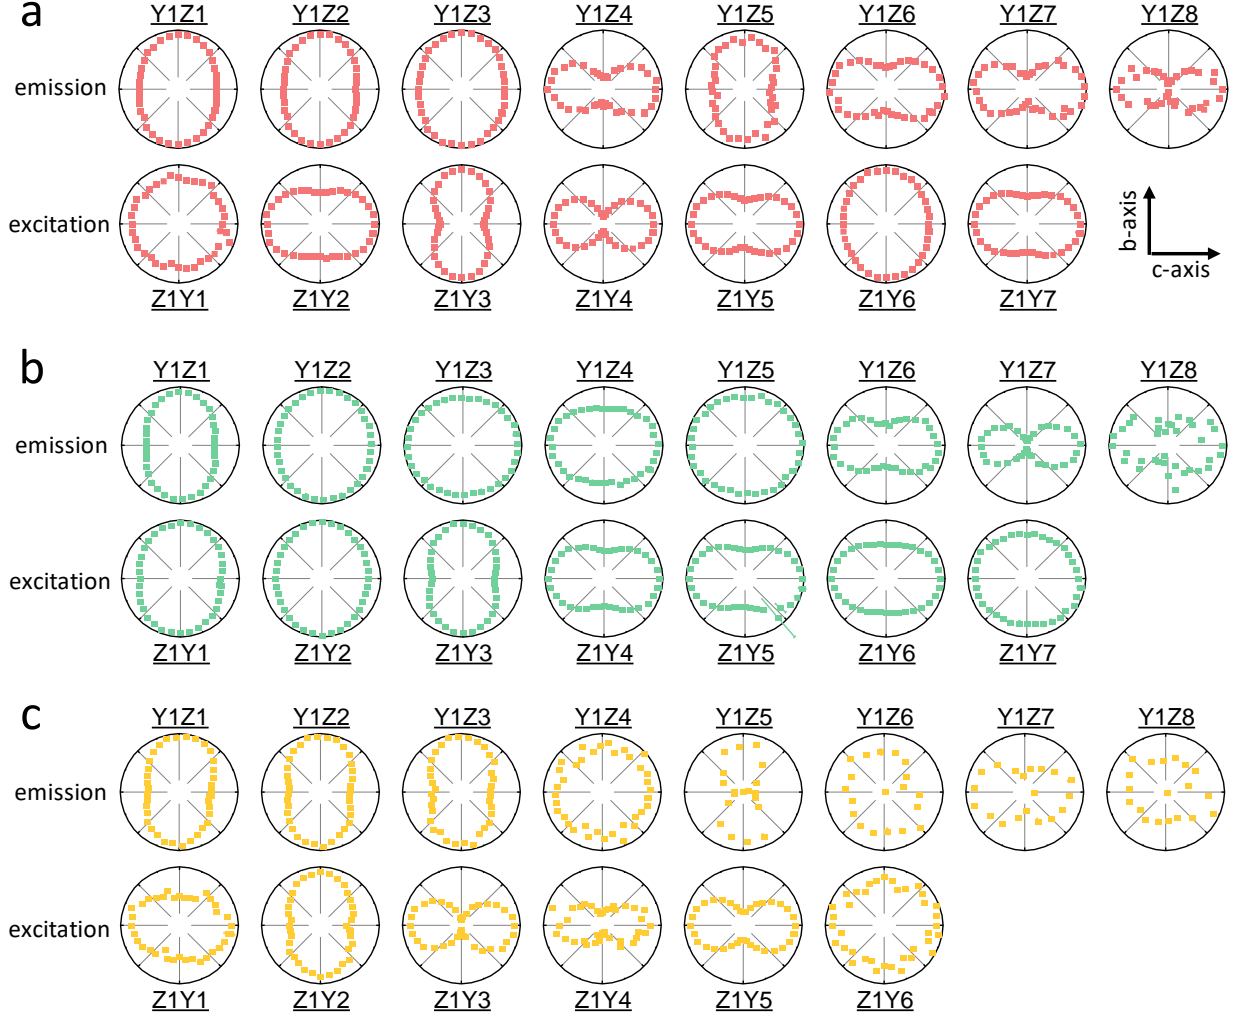 a
Y1Z1 Y1Z2 Y1Z3 Y1Z4 Y1Z5 Y1Z6 Y1Z7 Y1Z8
emission
excitation
b-axis
c-axis
Z1Y1 Z1Y2 Z1Y3 Z1Y4 Z1Y5 Z1Y6 Z1Y7
b
Y1Z1 Y1Z2 Y1Z3 Y1Z4 Y1Z5 Y1Z6 Y1Z7 Y1Z8
emission
excitation
Z1Y1 Z1Y2 Z1Y3 Z1Y4 Z1Y5 Z1Y6 Z1Y7
c
Y1Z1 Y1Z2 Y1Z3 Y1Z4 Y1Z5 Y1Z6 Y1Z7 Y1Z8
emission
excitation
Z1Y1 Z1Y2 Z1Y3 Z1Y4 Z1Y5 Z1Y6